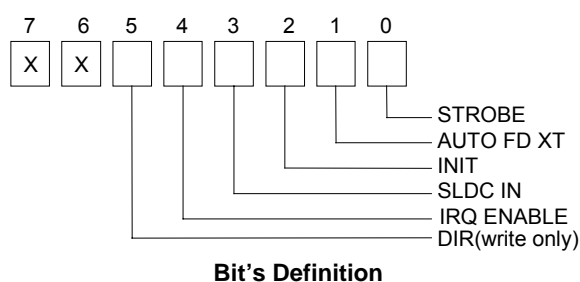 7 6 5 4 3 2 1 0
X X
STROBE
AUTO FD XT
INIT
SLDC IN
IRQ ENABLE
DIR(write only)
Bit's Definition